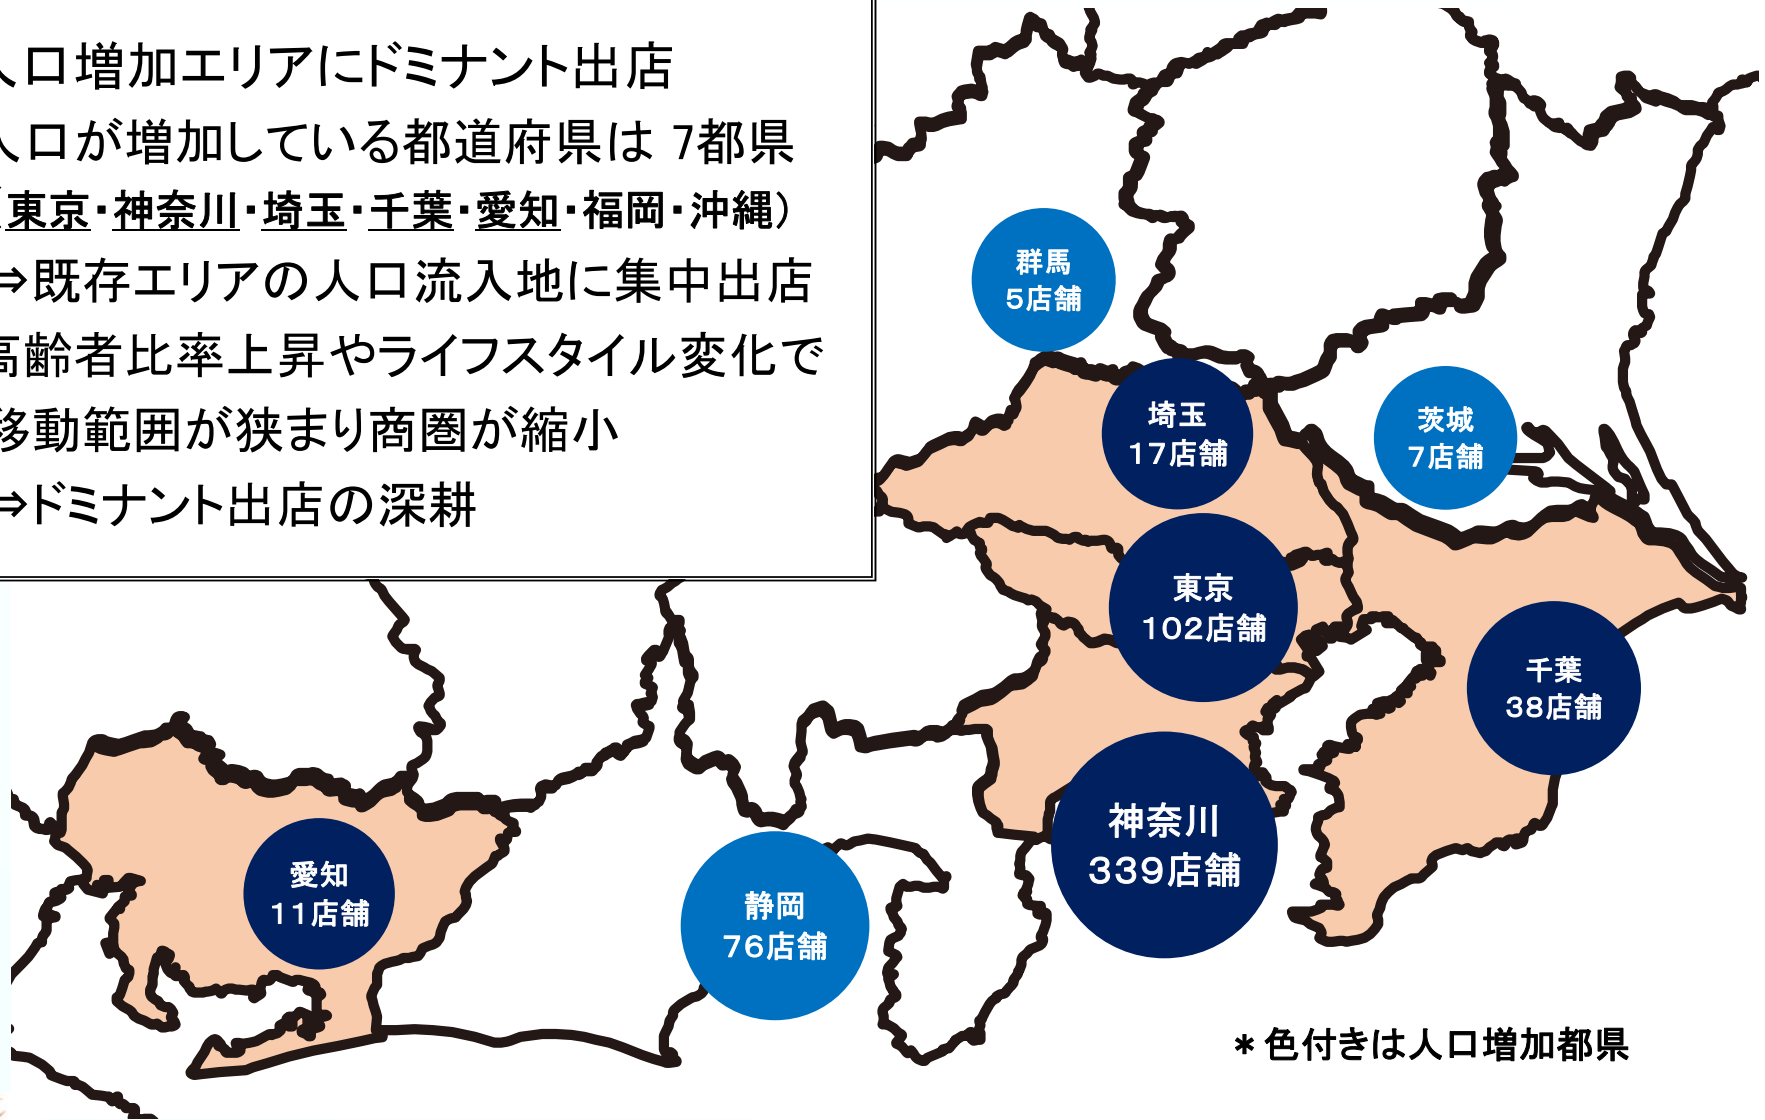 人口増加エリアにドミナント出店
人口が増加している都道府県は 7都県
（東京・神奈川・埼玉・千葉・愛知・福岡・沖縄）
⇒既存エリアの人口流入地に集中出店
高齢者比率上昇やライフスタイル変化で
移動範囲が狭まり商圏が縮小
⇒ドミナント出店の深耕
群馬
5店舗
埼玉
17店舗
茨城
7店舗
東京
102店舗
千葉
38店舗
神奈川
339店舗
愛知
11店舗
静岡
76店舗
＊色付きは人口増加都県